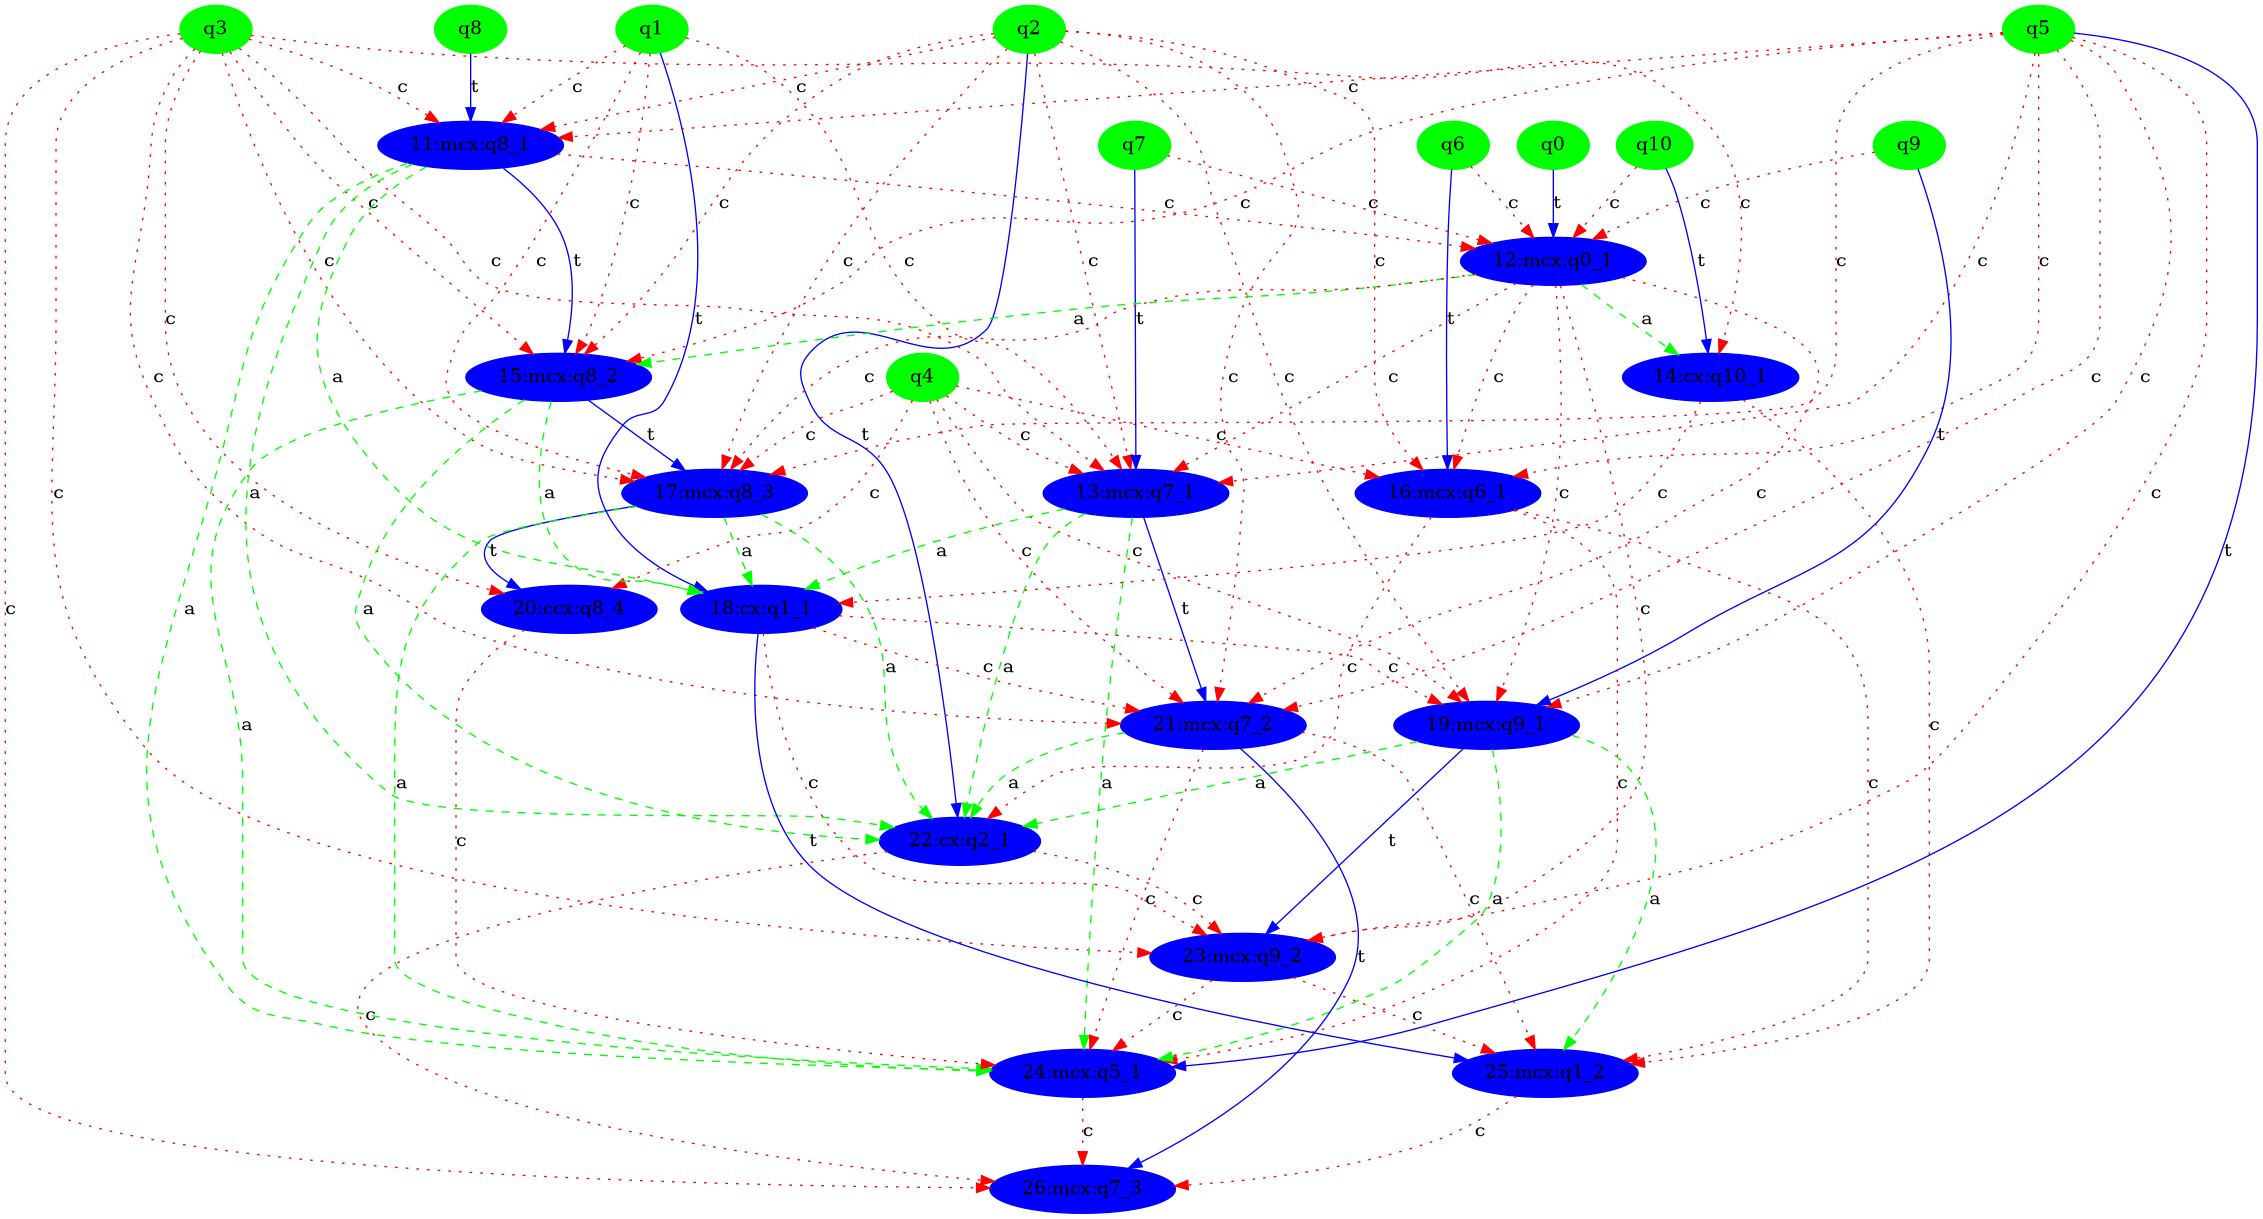 q3 q8 q1 q2 q5
c t c c c
11:mcx:q8_1 q7 q6 q0 q10 q9
c c c c c c c c c t c c c
c c t c c c c c c c
12:mcx:q0_1
c t a t a
15:mcx:q8_2 q4 14:cx:q10_1
c c c c c
a t t c c c c t
17:mcx:q8_3 13:mcx:q7_1 16:mcx:q6_1
a a c c c c c c
t a a c c
c a a 20:ccx:q8_4 18:cx:q1_1 t c c
a c a c c
21:mcx:q7_2 19:mcx:q9_1
a c a a c c
c t 22:cx:q2_1 t
c c c a a
23:mcx:q9_2
c t c c
24:mcx:q5_1 25:mcx:q1_2
c c
26:mcx:q7_3